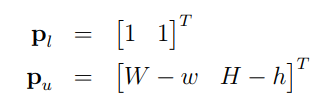 p_l = [1 1]^T
p_u = [W − w H − h]^T